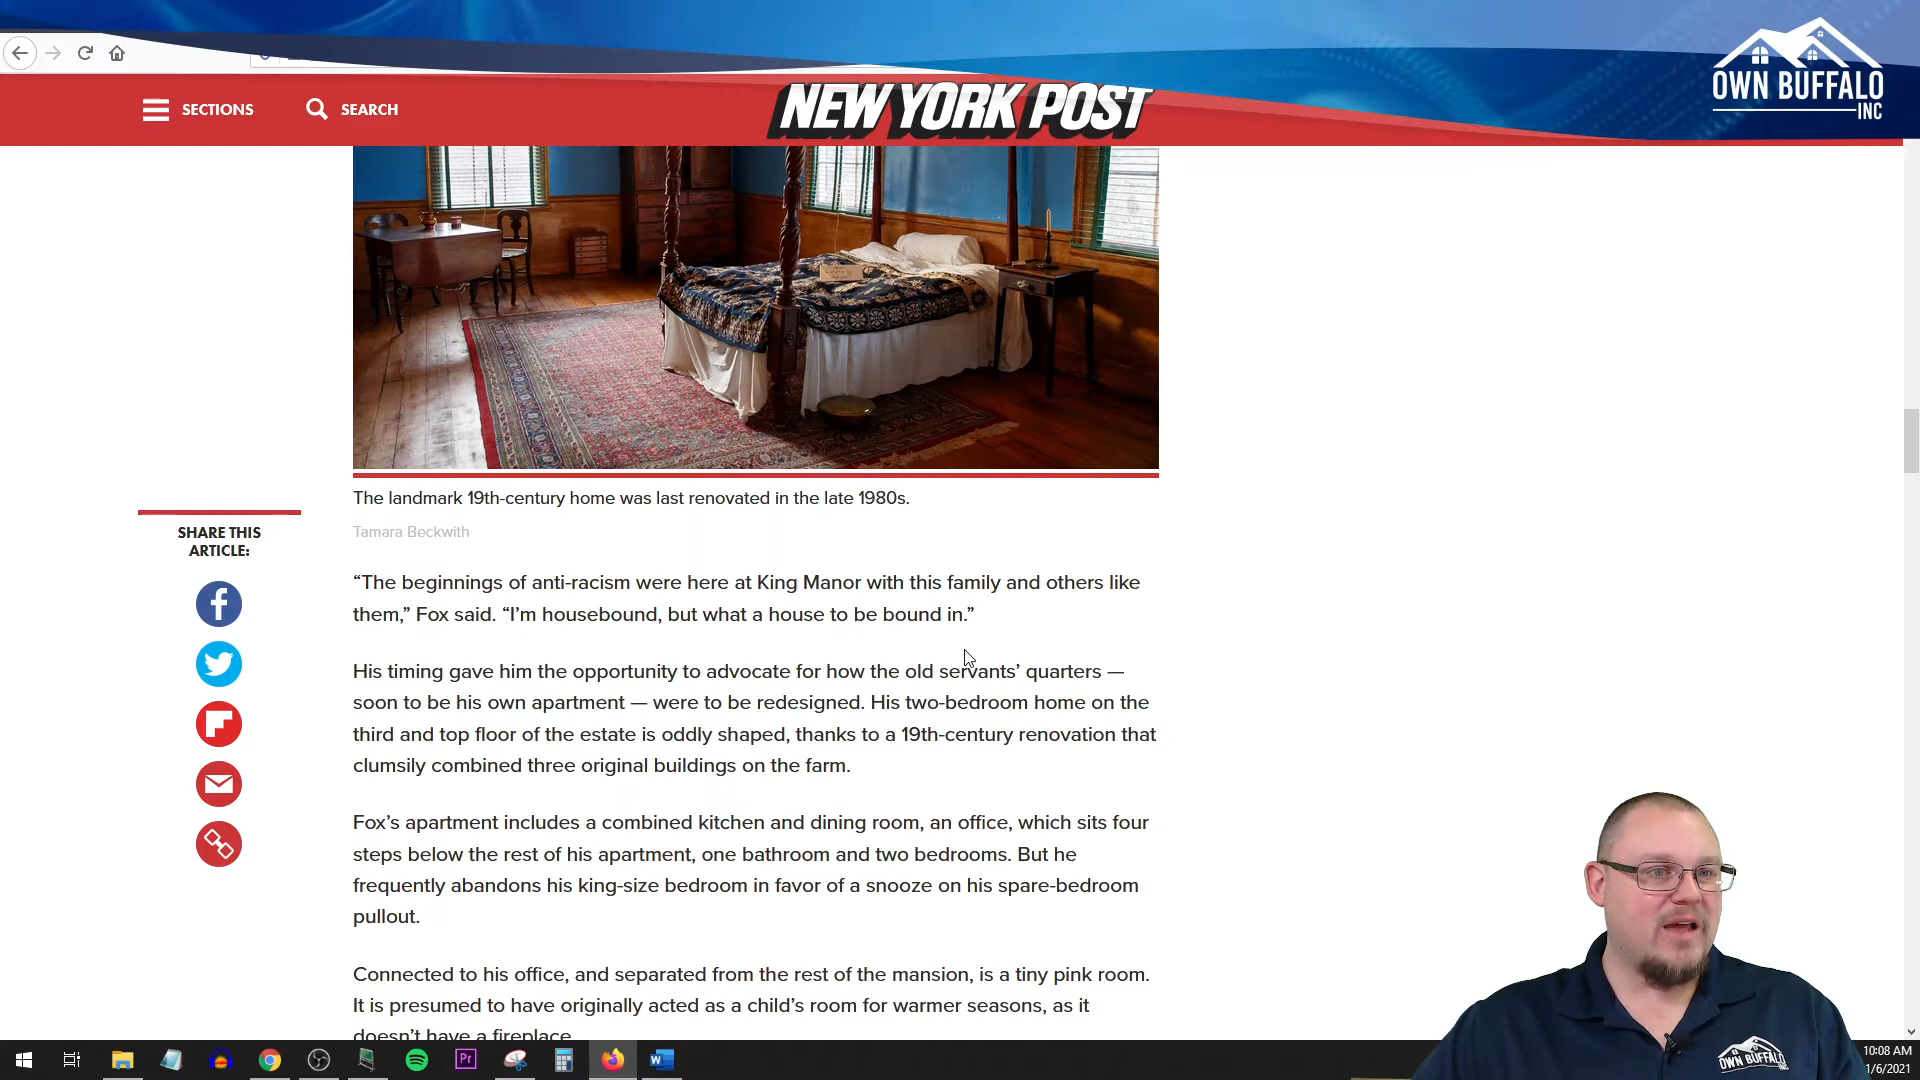 OWN BUFFALO
INC
SECTIONS
SEARCH
NEW YORK POST
The landmark 19th-century home was last renovated in the late 1980s.
Tamara Beckwith
SHARE THIS
ARTICLE:
“The beginnings of anti-racism were here at King Manor with this family and others like
them,” Fox said. “I’m housebound, but what a house to be bound in.”
His timing gave him the opportunity to advocate for how the old servants’ quarters —
soon to be his own apartment — were to be redesigned. His two-bedroom home on the
third and top floor of the estate is oddly shaped, thanks to a 19th-century renovation that
clumsily combined three original buildings on the farm.
Fox’s apartment includes a combined kitchen and dining room, an office, which sits four
steps below the rest of his apartment, one bathroom and two bedrooms. But he
frequently abandons his king-size bedroom in favor of a snooze on his spare-bedroom
pullout.
Connected to his office, and separated from the rest of the mansion, is a tiny pink room.
It is presumed to have originally acted as a child’s room for warmer seasons, as it
doesn’t have a fireplace
OWN BUFFALO
INC
Pr
W
10:08 AM
1/6/2021